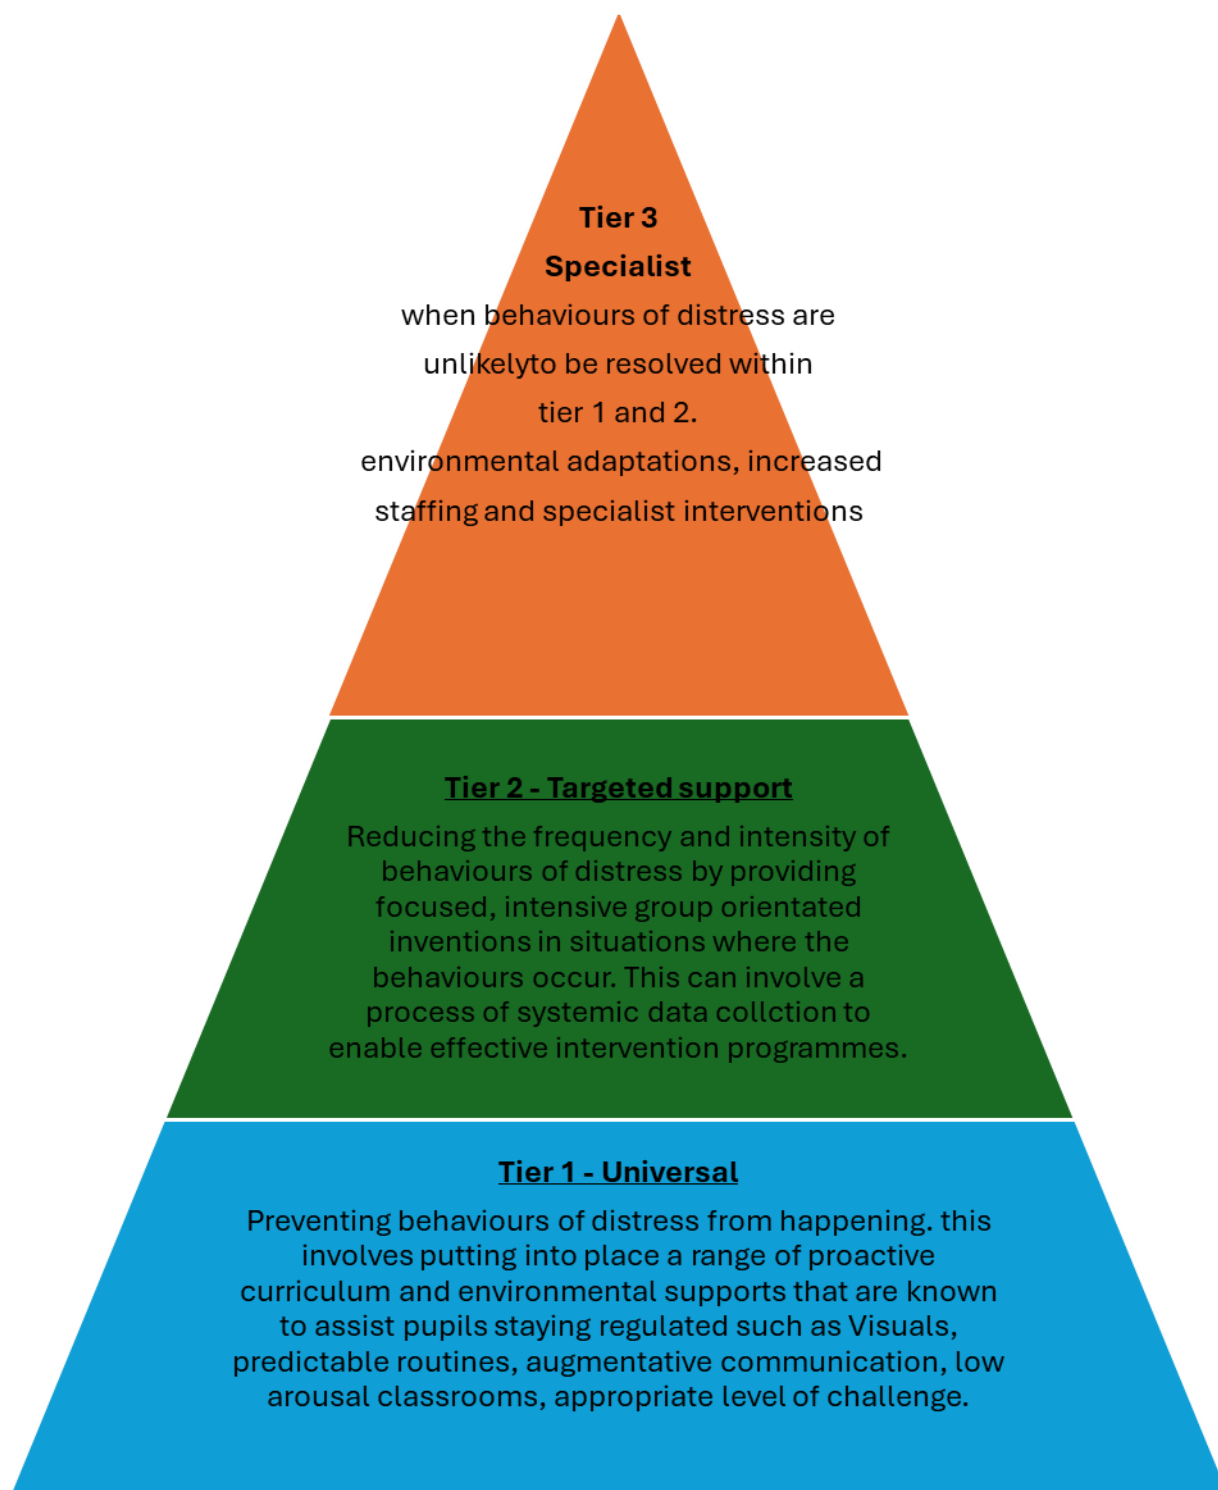 Tier 3
Specialist
when behaviours of distress are
unlikelyto be resolved within
tier 1 and 2.
environmental adaptations, increased
staffing and specialist interventions
Tier 2 - Targeted support
Reducing the frequency and intensity of
behaviours of distress by providing
focused, intensive group orientated
inventions in situations where the
behaviours occur. This can involve a
process of systemic data collction to
enable effective intervention programmes.
Tier 1 - Universal
Preventing behaviours of distress from happening. this
involves putting into place a range of proactive
curriculum and environmental supports that are known
to assist pupils staying regulated such as Visuals,
predictable routines, augmentative communication, low
arousal classrooms, appropriate level of challenge.